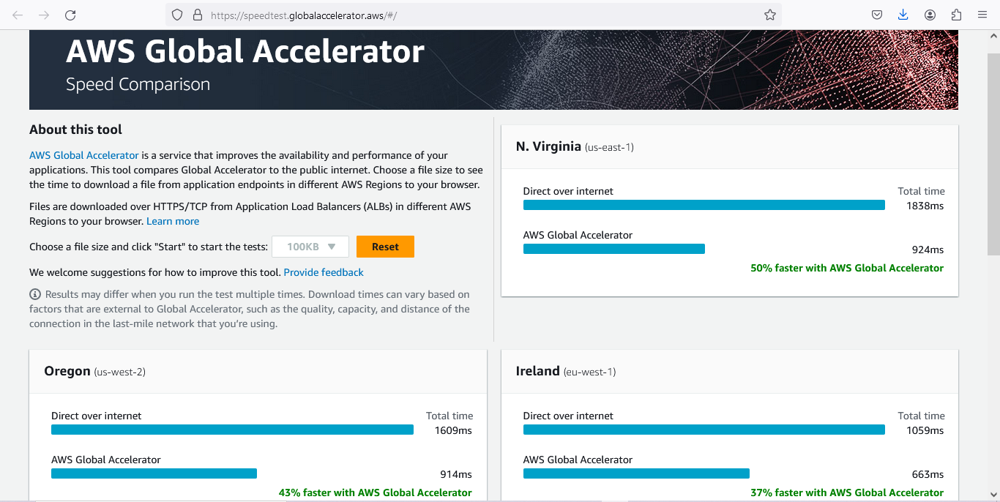 https://speedtest.globalaccelerator.aws/#/
AWS Global Accelerator
Speed Comparison
About this tool
AWS Global Accelerator is a service that improves the availability and performance of your
applications. This tool compares Global Accelerator to the public internet. Choose a file size to see
the time to download a file from application endpoints in different AWS Regions to your browser.
Files are downloaded over HTTPS/TCP from Application Load Balancers (ALBs) in different AWS
Regions to your browser. Learn more
Choose a file size and click "Start" to start the tests: 100KB Reset
We welcome suggestions for how to improve this tool. Provide feedback
Results may differ when you run the test multiple times. Download times can vary based on
factors that are external to Global Accelerator, such as the quality, capacity, and distance of the
connection in the last-mile network that you’re using.
N. Virginia (us-east-1)
Direct over internet Total time
1838ms
AWS Global Accelerator
924ms
50% faster with AWS Global Accelerator
Oregon (us-west-2)
Direct over internet Total time
1609ms
AWS Global Accelerator
914ms
43% faster with AWS Global Accelerator
Ireland (eu-west-1)
Direct over internet Total time
1059ms
AWS Global Accelerator
663ms
37% faster with AWS Global Accelerator